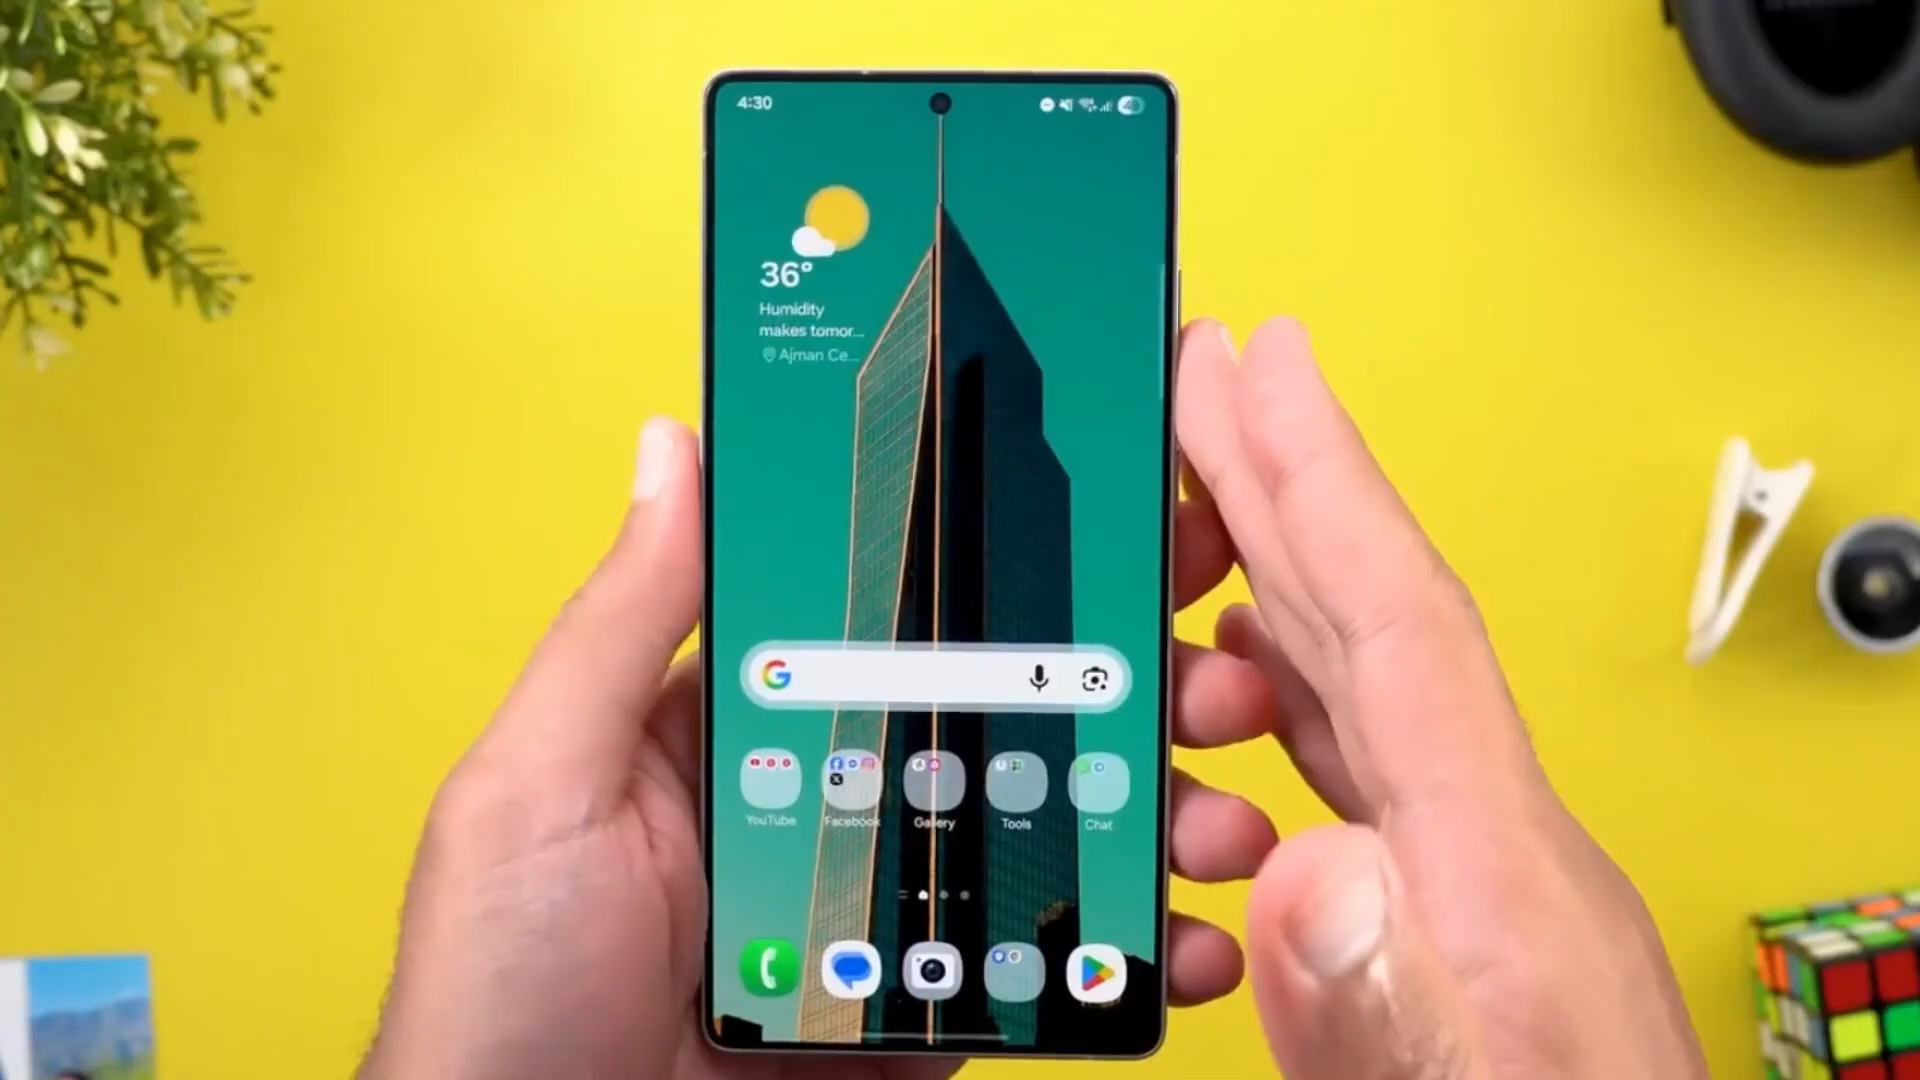 4:30
36°
Humidity
makes tomor...
Ajman Ce...
YouTube
Facebook
Gallery
Tools
Chat